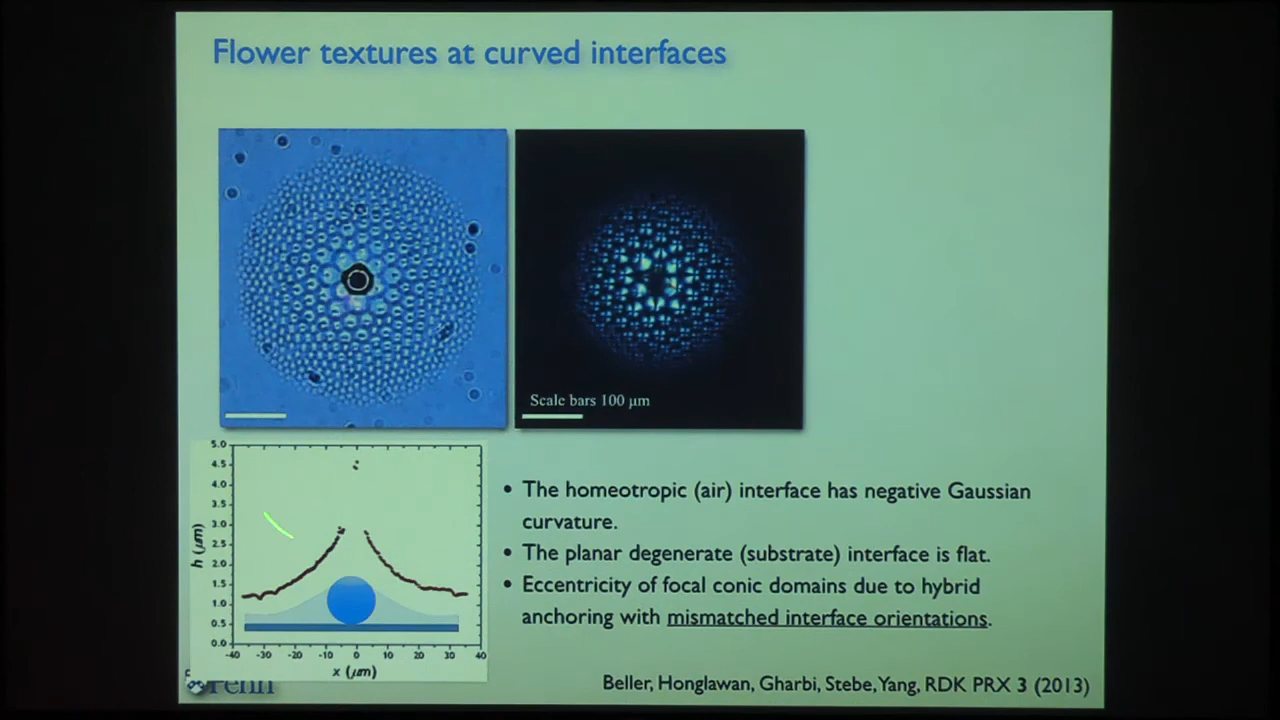 Flower textures at curved interfaces
Scale bars 100 μm
5.0
4.5
4.0
3.5
3.0
2.5
2.0
1.5
1.0
0.5
0.0
h (μm)
-40 -30 -20 -10 0 10 20 30 40
x (μm)
• The homeotropic (air) interface has negative Gaussian
curvature.
• The planar degenerate (substrate) interface is flat.
• Eccentricity of focal conic domains due to hybrid
anchoring with mismatched interface orientations.
Penn
Beller, Honglawan, Gharbi, Stebe, Yang, RDK PRX 3 (2013)